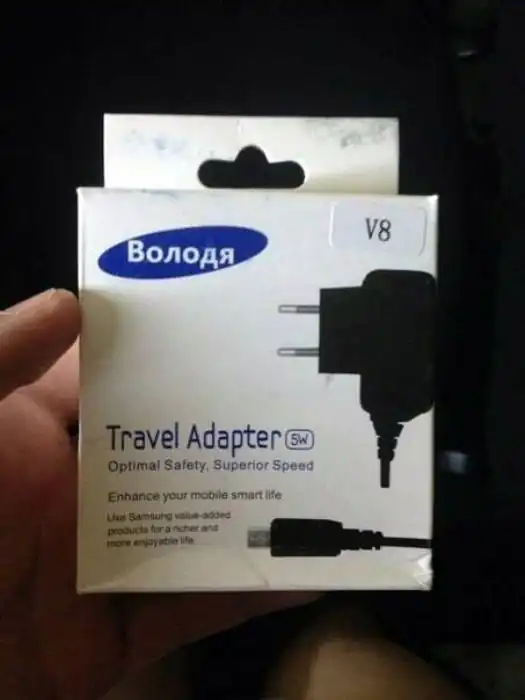 V8
Володя
Travel Adapter 5W
Optimal Safety, Superior Speed
Enhance your mobile smart life
Use Samsung value-added
products for a richer and
more enjoyable life